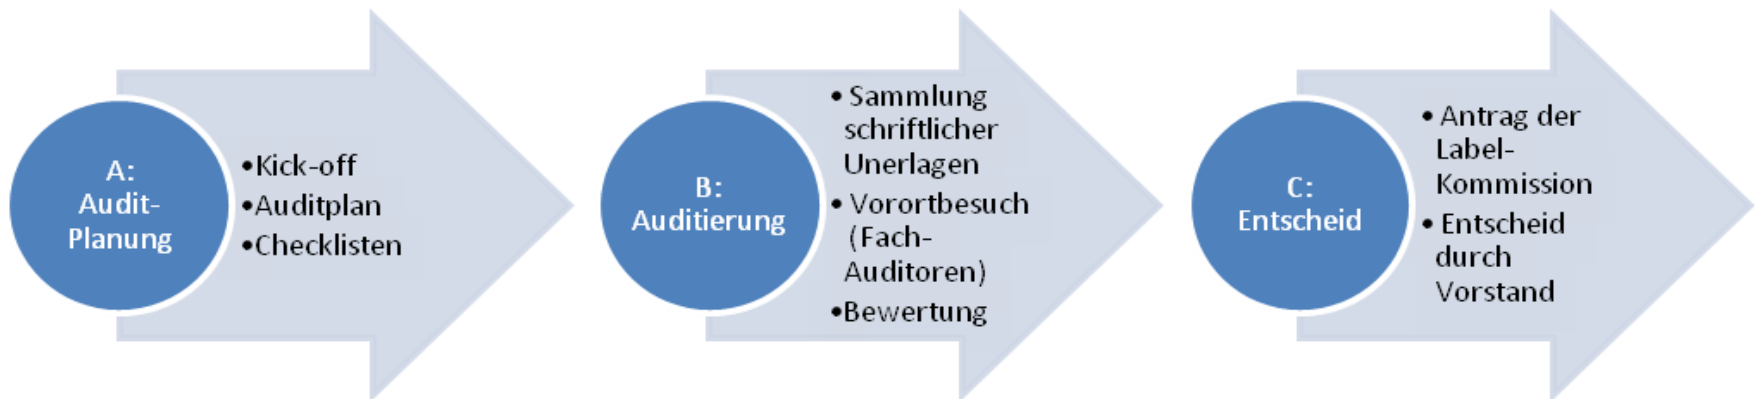 A:
Audit-
Planung
•Kick-off
•Auditplan
•Checklisten
B:
Auditierung
• Sammlung
schriftlicher
Unerlagen
• Vorortbesuch
(Fach-
Auditoren)
•Bewertung
C:
Entscheid
• Antrag der
Label-
Kommission
• Entscheid
durch
Vorstand